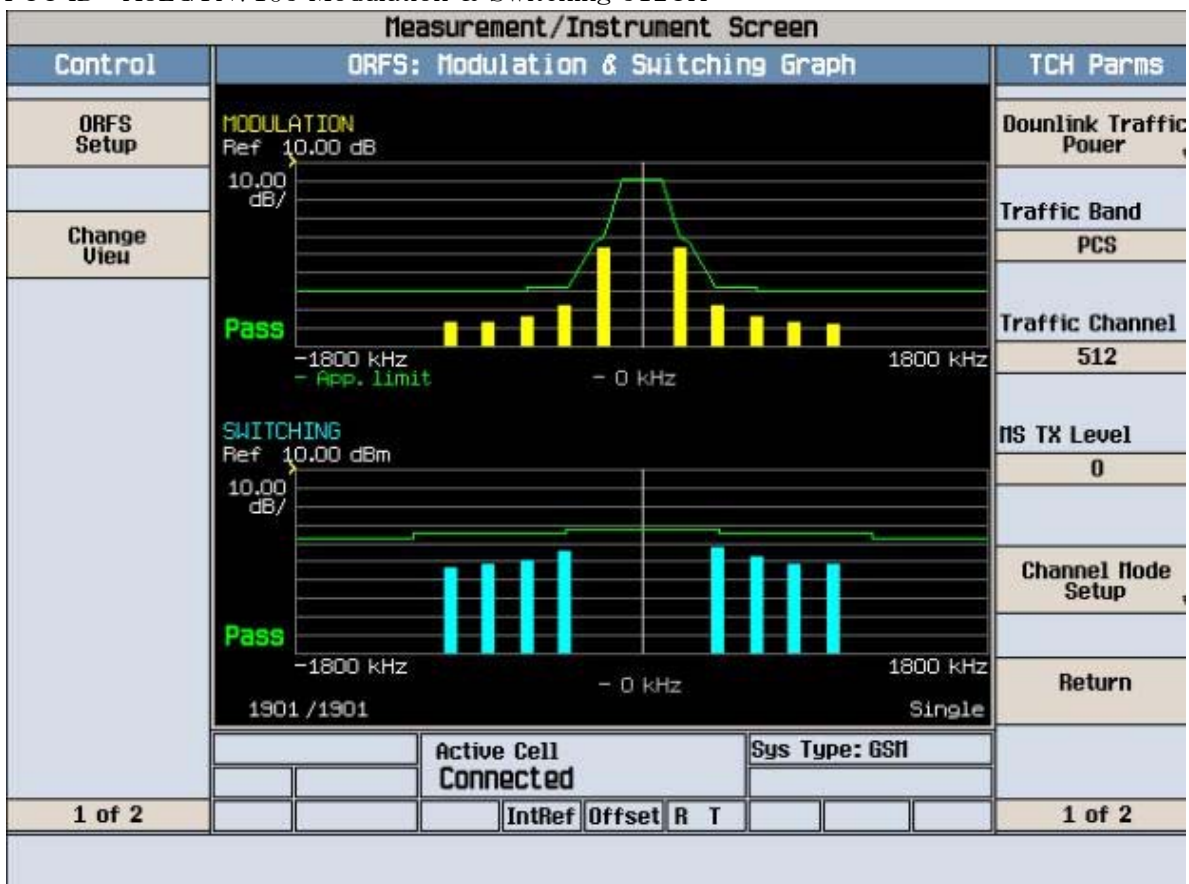 Measurement/Instrument Screen
Control
ORFS: Modulation & Switching Graph
TCH Parms
ORFS
Setup
Change
View
MODULATION
Ref 10.00 dB
10.00
dB/
Pass
-1800 kHz
1800 kHz
- App. limit
- 0 kHz
SWITCHING
Ref 10.00 dBm
10.00
dB/
Pass
-1800 kHz
1800 kHz
- 0 kHz
1901/1901
Single
Downlink Traffic
Power
Traffic Band
PCS
Traffic Channel
512
MS TX Level
0
Channel Mode
Setup
Return
Active Cell
Connected
Sys Type: GSM
1 of 2
IntRef
Offset
R T
1 of 2